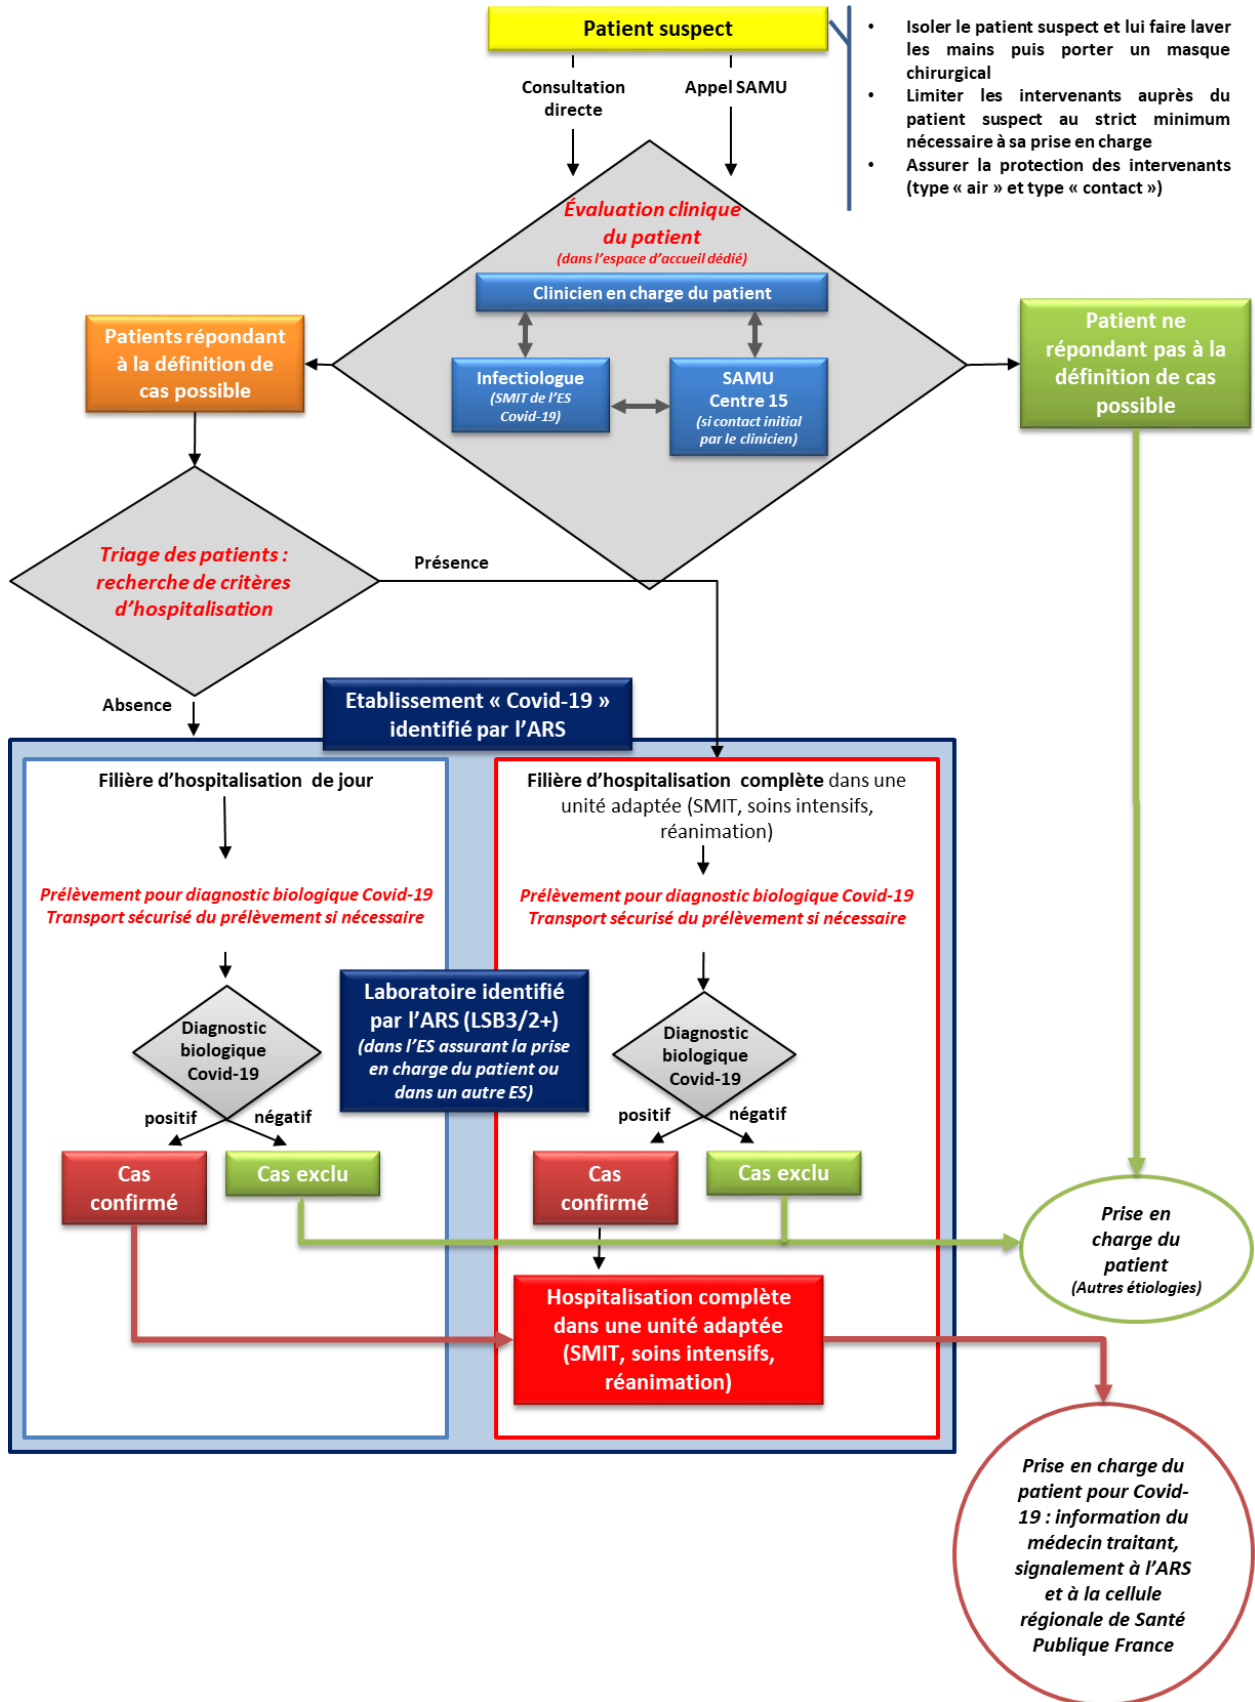 Patient suspect
• Isoler le patient suspect et lui faire laver
les mains puis porter un masque
chirurgical
• Limiter les intervenants auprès du
patient suspect au strict minimum
nécessaire à sa prise en charge
• Assurer la protection des intervenants
(type « air » et type « contact »)
Consultation
directe
Appel SAMU
Évaluation clinique
du patient
(dans l'espace d'accueil dédié)
Clinicien en charge du patient
Infectiologue
(SMIT de l'ES
Covid-19)
SAMU
Centre 15
(si contact initial
par le clinicien)
Patients répondant
à la définition de
cas possible
Patient ne
répondant pas à la
définition de cas
possible
Triage des patients :
recherche de critères
d'hospitalisation
Présence
Absence
Etablissement « Covid-19 »
identifié par l'ARS
Filière d'hospitalisation de jour
Prélèvement pour diagnostic biologique Covid-19
Transport sécurisé du prélèvement si nécessaire
Diagnostic
biologique
Covid-19
positif
négatif
Cas
confirmé
Cas exclu
Filière d'hospitalisation complète dans une
unité adaptée (SMIT, soins intensifs,
réanimation)
Prélèvement pour diagnostic biologique Covid-19
Transport sécurisé du prélèvement si nécessaire
Laboratoire identifié
par l'ARS (LSB3/2+)
(dans l'ES assurant la prise
en charge du patient ou
dans un autre ES)
Diagnostic
biologique
Covid-19
positif
négatif
Cas
confirmé
Cas exclu
Hospitalisation complète
dans une unité adaptée
(SMIT, soins intensifs,
réanimation)
Prise en
charge du
patient
(Autres étiologies)
Prise en charge du
patient pour Covid-
19 : information du
médecin traitant,
signalement à l'ARS
et à la cellule
régionale de Santé
Publique France